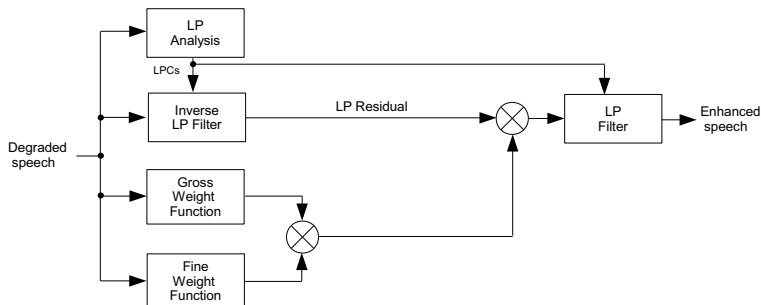 LP
Analysis
LPCs
Inverse
LP Filter
LP Residual
LP
Filter
Enhanced
speech
Degraded
speech
Gross
Weight
Function
Fine
Weight
Function